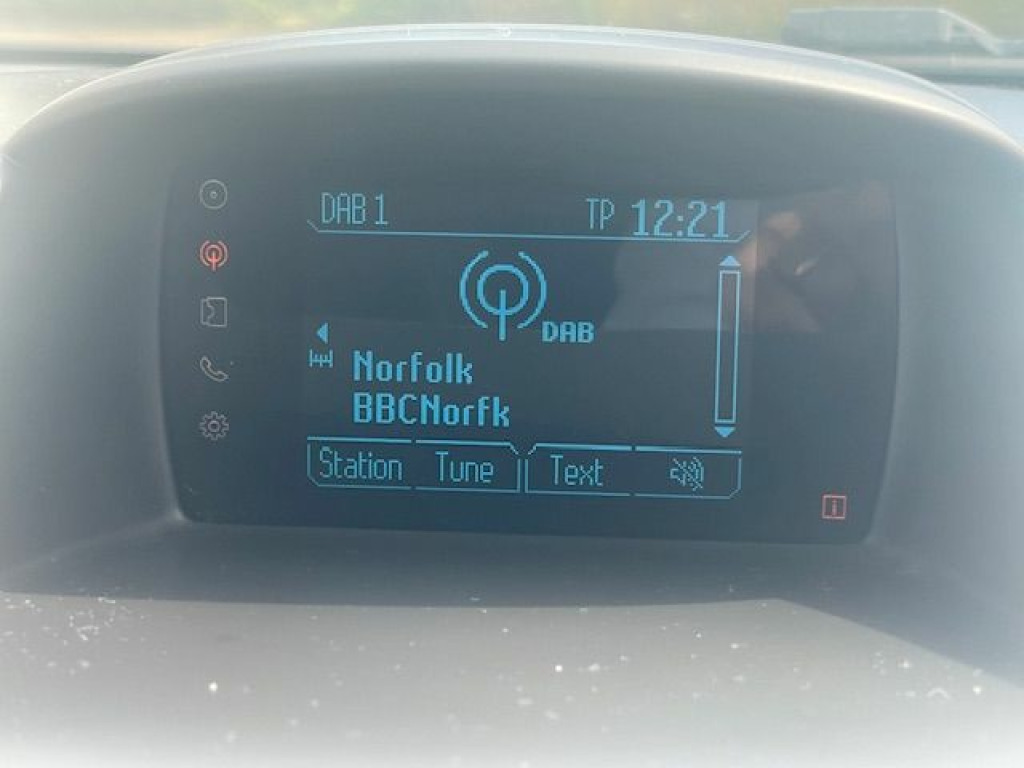 DAB 1 TP 12:21
DAB
Norfolk
BBCNorfk
Station Tune Text
i